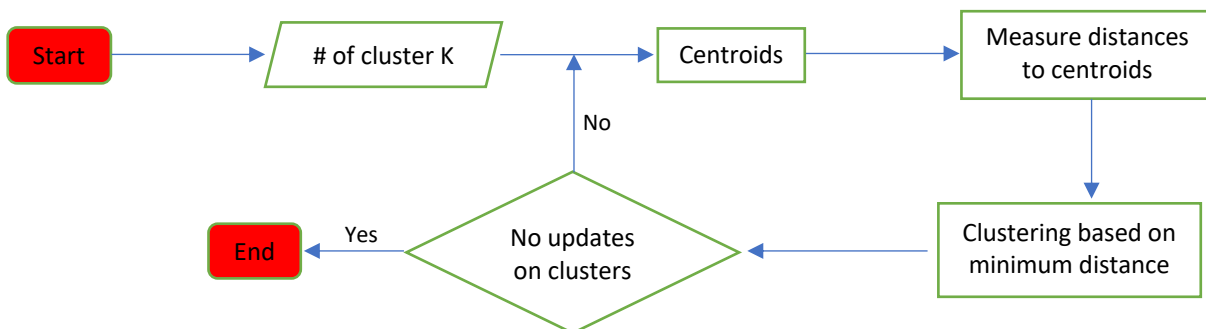 Start
# of cluster K
Centroids
Measure distances
to centroids
No
End
Yes
No updates
on clusters
Clustering based on
minimum distance